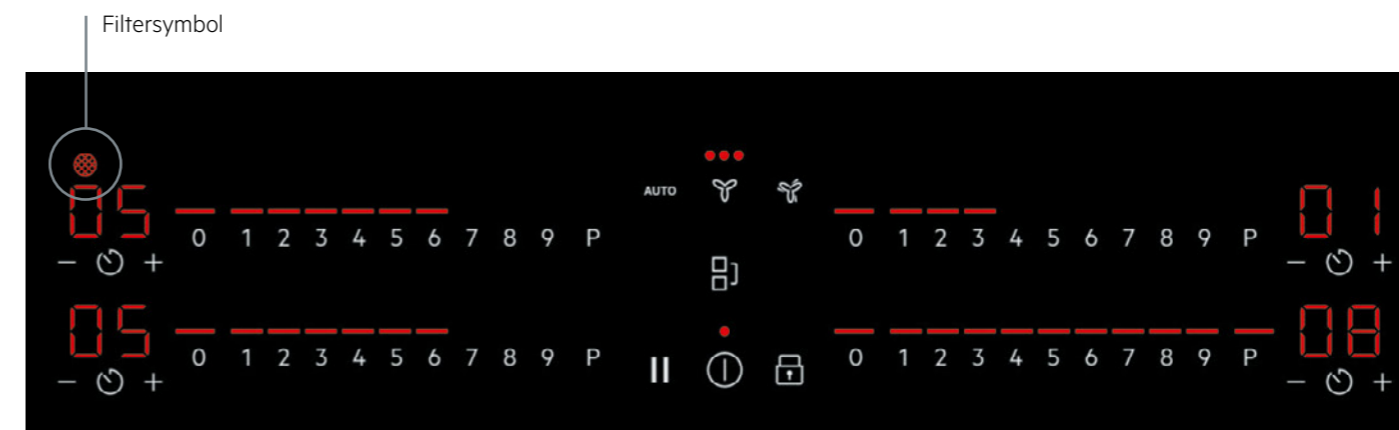 Filtersymbol
AUTO
05 0 1 2 3 4 5 6 7 8 9 P
0 1 2 3 4 5 6 7 8 9 P 01
− +
− +
05 0 1 2 3 4 5 6 7 8 9 P
0 1 2 3 4 5 6 7 8 9 P 08
− +
− +